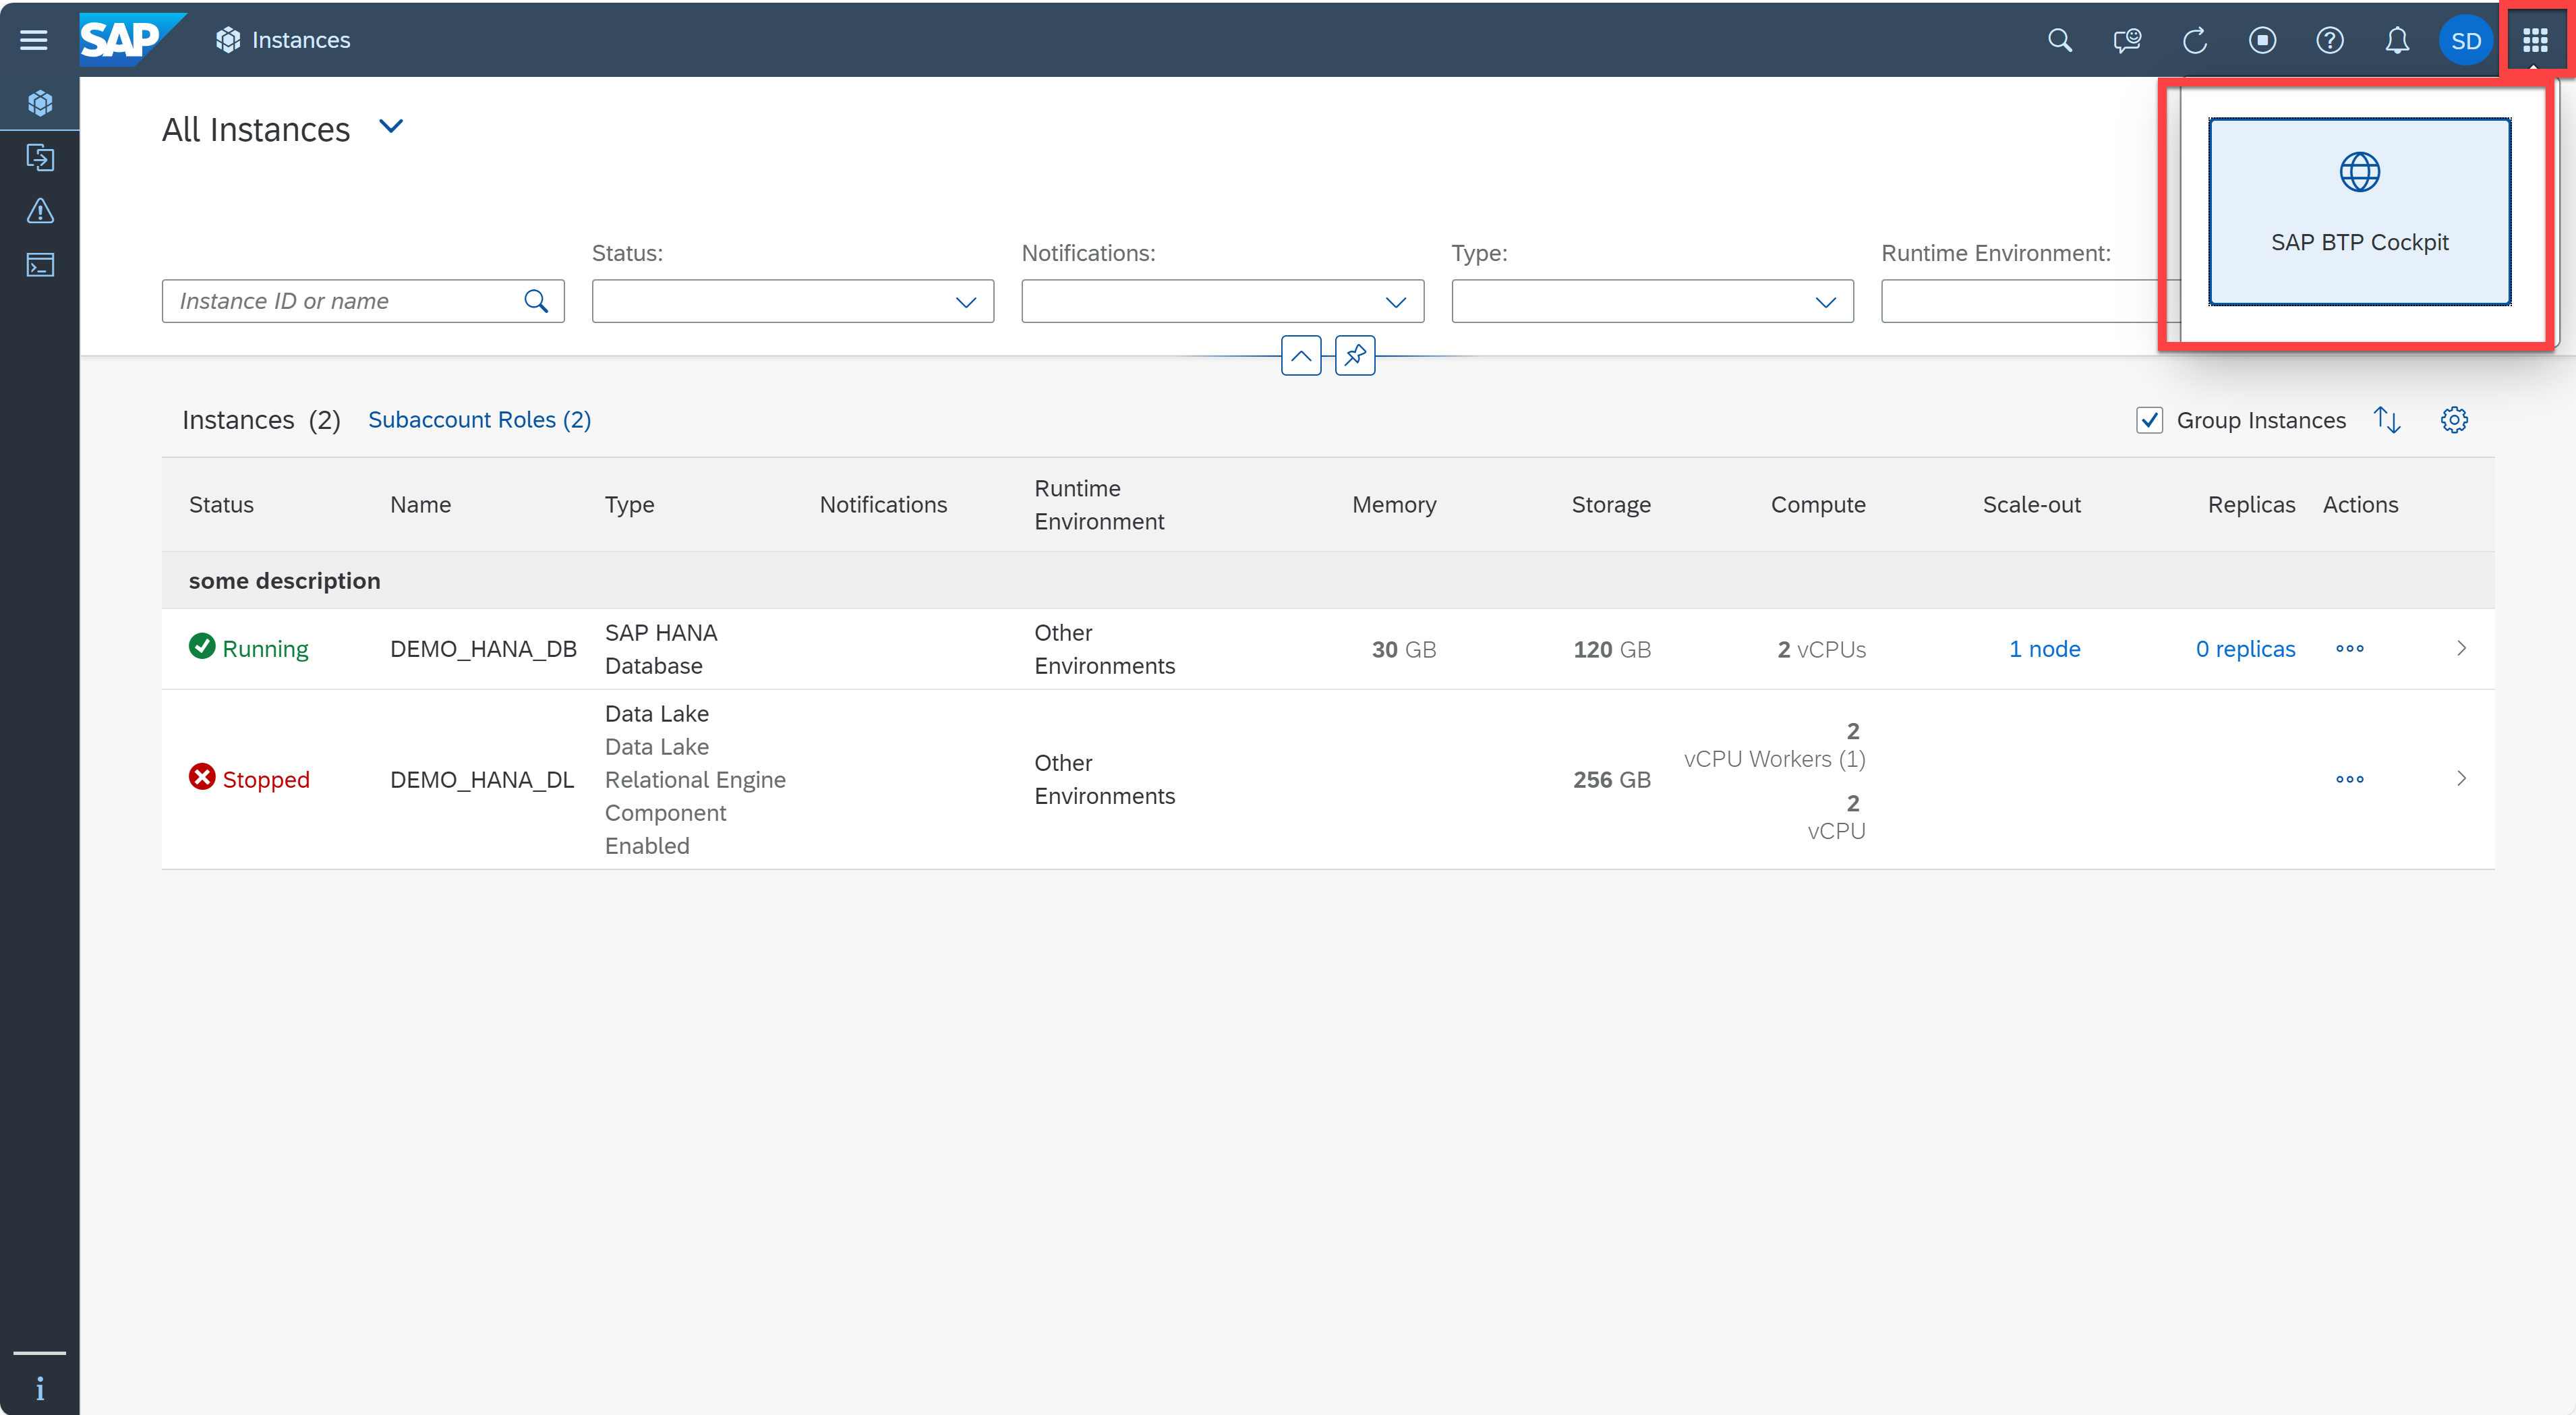 SAP
Instances
SD
All Instances
SAP BTP Cockpit
Status:
Notifications:
Type:
Runtime Environment:
Instance ID or name
Instances (2)
Subaccount Roles (2)
Group Instances
Status
Name
Type
Notifications
Runtime
Environment
Memory
Storage
Compute
Scale-out
Replicas
Actions
some description
Running
DEMO_HANA_DB
SAP HANA
Database
Other
Environments
30 GB
120 GB
2 vCPUs
1 node
0 replicas
Stopped
DEMO_HANA_DL
Data Lake
Data Lake
Relational Engine
Component
Enabled
Other
Environments
256 GB
2
vCPU Workers (1)
2
vCPU